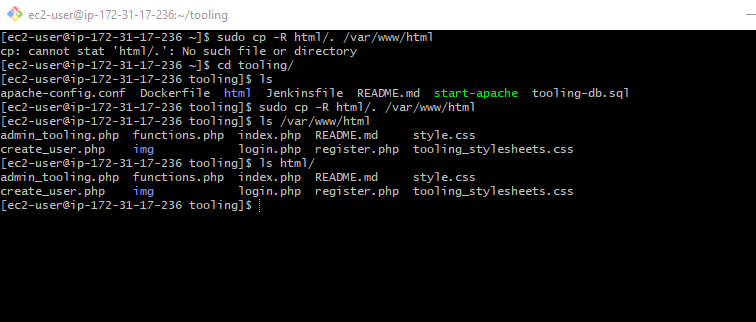 ec2-user@ip-172-31-17-236:~/tooling
[ec2-user@ip-172-31-17-236 ~]$ sudo cp -R html/. /var/www/html
cp: cannot stat 'html/.': No such file or directory
[ec2-user@ip-172-31-17-236 ~]$ cd tooling/
[ec2-user@ip-172-31-17-236 tooling]$ ls
apache-config.conf  Dockerfile  html  Jenkinsfile  README.md  start-apache  tooling-db.sql
[ec2-user@ip-172-31-17-236 tooling]$ sudo cp -R html/. /var/www/html
[ec2-user@ip-172-31-17-236 tooling]$ ls /var/www/html
admin_tooling.php  functions.php  index.php  README.md     style.css
create_user.php    img            login.php  register.php  tooling_stylesheets.css
[ec2-user@ip-172-31-17-236 tooling]$ ls html/
admin_tooling.php  functions.php  index.php  README.md     style.css
create_user.php    img            login.php  register.php  tooling_stylesheets.css
[ec2-user@ip-172-31-17-236 tooling]$